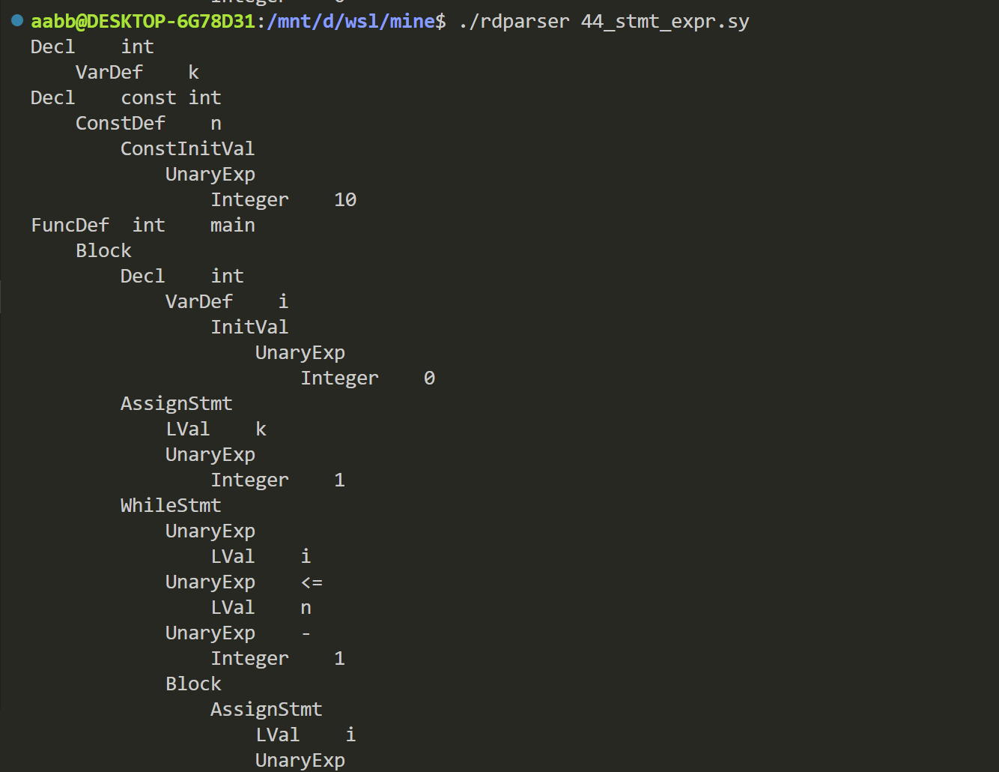 aabb@DESKTOP-6G78D31:/mnt/d/wsl/mine$ ./rdparser 44_stmt_expr.sy
Decl    int
    VarDef    k
Decl    const int
    ConstDef    n
        ConstInitVal
            UnaryExp
                Integer    10
FuncDef  int    main
    Block
        Decl    int
            VarDef    i
                InitVal
                    UnaryExp
                        Integer    0
        AssignStmt
            LVal    k
            UnaryExp
                Integer    1
        WhileStmt
            UnaryExp
                LVal    i
            UnaryExp    <=
                LVal    n
            UnaryExp    -
                Integer    1
            Block
                AssignStmt
                    LVal    i
                    UnaryExp